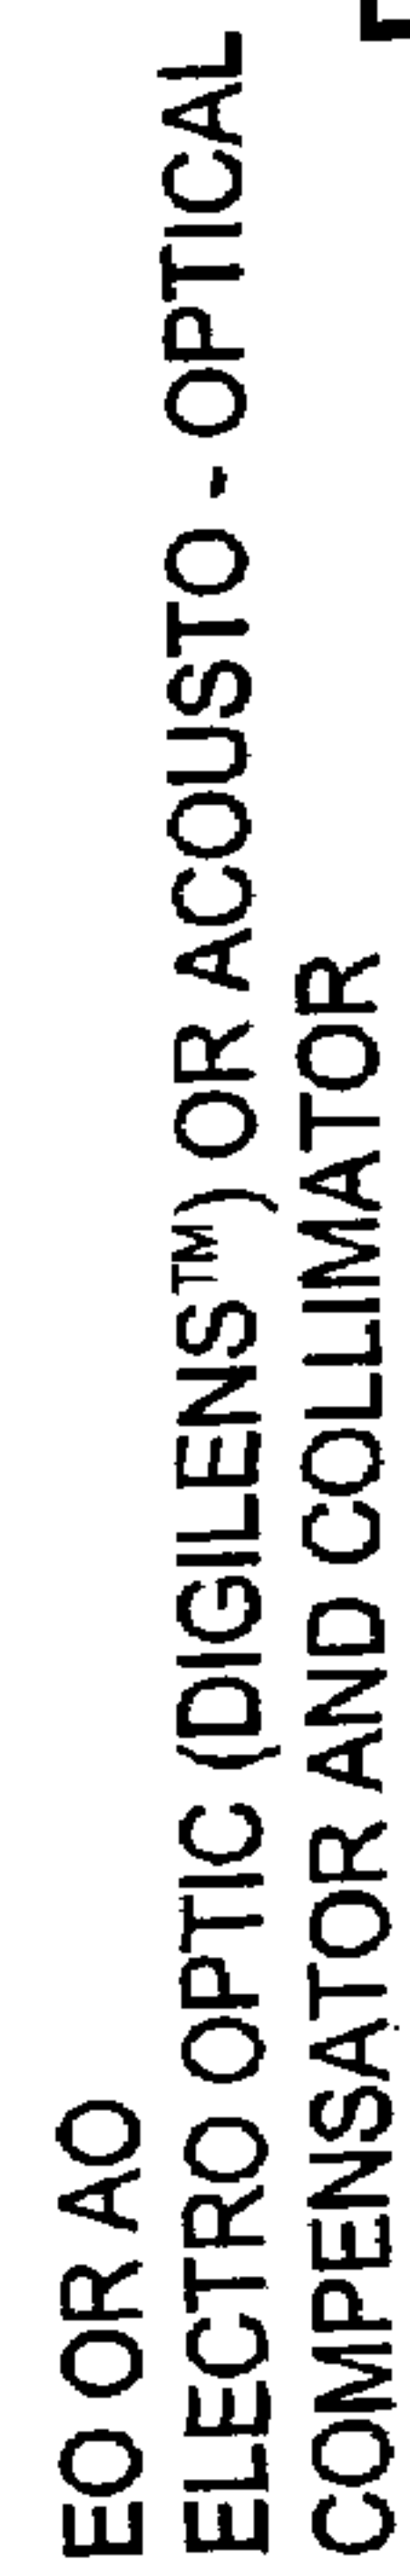 EO OR AO
ELECTRO OPTIC (DIGILENS™) OR ACOUSTO - OPTICAL
COMPENSATOR AND COLLIMATOR